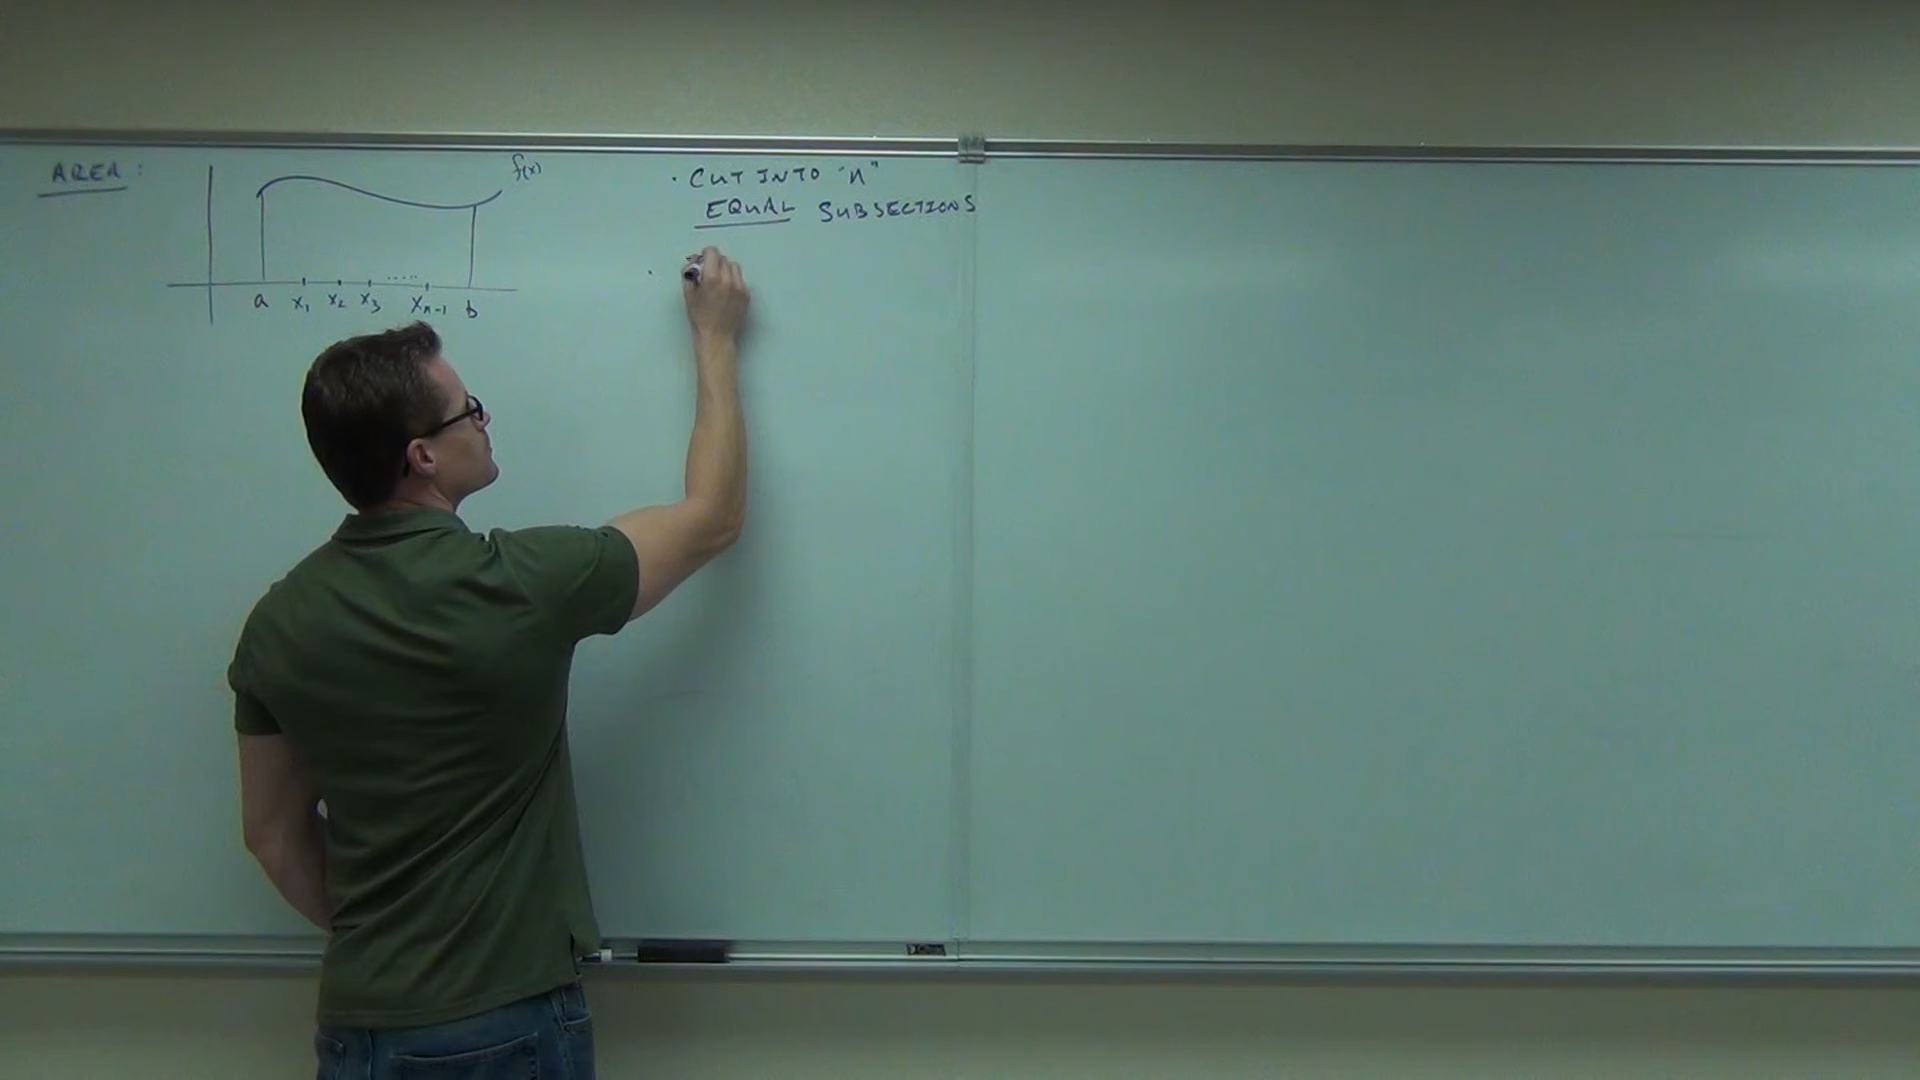 AREA:
f(x)
a x₁ x₂ x₃ ..... xₙ₋₁ b
· CUT INTO "n"
EQUAL SUBSECTIONS
·